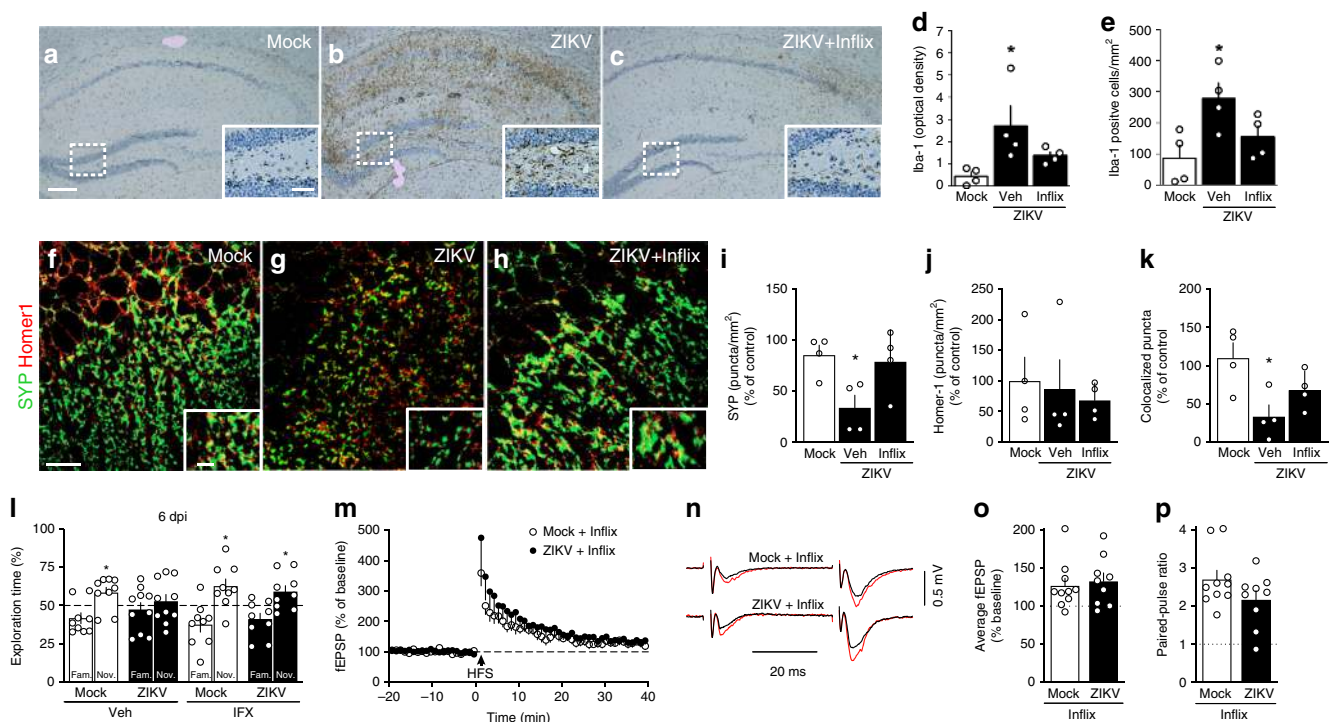 a Mock
b ZIKV
c ZIKV+Inflix
d
Iba-1 (optical density)
7
6
5
4
3
2
1
0
*
Mock Veh Inflix
ZIKV
e
Iba-1 positve cells/mm²
500
400
300
200
100
0
*
Mock Veh Inflix
ZIKV
SYP Homer1
f Mock
g ZIKV
h ZIKV+Inflix
i
SYP (puncta/mm²)
(% of control)
150
100
50
0
*
Mock Veh Inflix
ZIKV
j
Homer-1 (puncta/mm²)
(% of control)
300
250
200
150
100
50
0
Mock Veh Inflix
ZIKV
k
Colocalized puncta
(% of control)
200
150
100
50
0
*
Mock Veh Inflix
ZIKV
l
6 dpi
Exploration time (%)
100
75
50
25
0
* * *
Fam. Nov. Fam. Nov. Fam. Nov. Fam. Nov.
Mock ZIKV Mock ZIKV
Veh IFX
m
fEPSP (% of baseline)
500
400
300
200
100
0
Mock + Inflix
ZIKV + Inflix
HFS
–20 –10 0 10 20 30 40
Time (min)
n
Mock + Inflix
ZIKV + Inflix
0.5 mV
20 ms
o
Average fEPSP
(% baseline)
200
150
100
50
0
Mock ZIKV
Inflix
p
Paired-pulse ratio
4
3
2
1
0
Mock ZIKV
Inflix